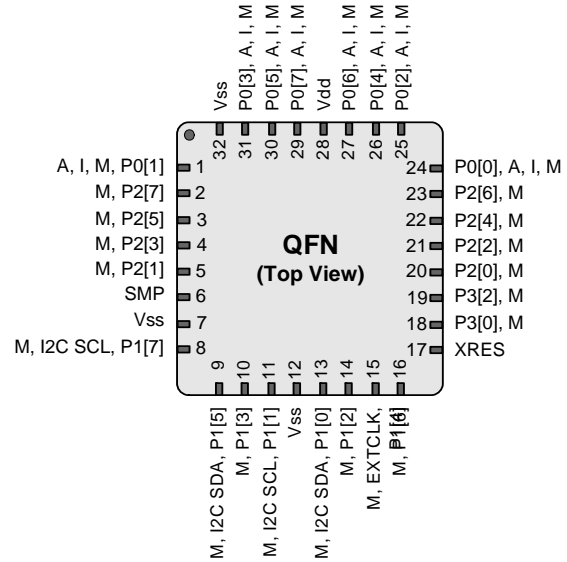 Vss
P0[3], A, I, M
P0[5], A, I, M
P0[7], A, I, M
Vdd
P0[6], A, I, M
P0[4], A, I, M
P0[2], A, I, M
32
31
30
29
28
27
26
25
A, I, M, P0[1]
1
M, P2[7]
2
M, P2[5]
3
M, P2[3]
4
M, P2[1]
5
SMP
6
Vss
7
M, I2C SCL, P1[7]
8
QFN
(Top View)
24
P0[0], A, I, M
23
P2[6], M
22
P2[4], M
21
P2[2], M
20
P2[0], M
19
P3[2], M
18
P3[0], M
17
XRES
9
10
11
12
13
14
15
16
M, I2C SDA, P1[5]
M, P1[3]
M, I2C SCL, P1[1]
Vss
M, I2C SDA, P1[0]
M, P1[2]
M, EXTCLK,
P1[4]
M, P1[6]